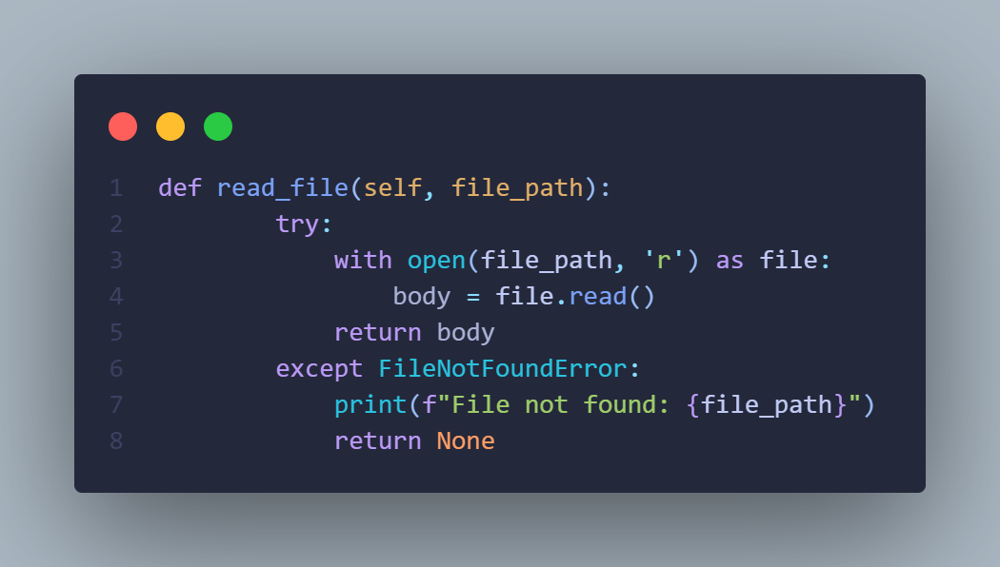 1 def read_file(self, file_path):
2         try:
3             with open(file_path, 'r') as file:
4                 body = file.read()
5             return body
6         except FileNotFoundError:
7             print(f"File not found: {file_path}")
8             return None